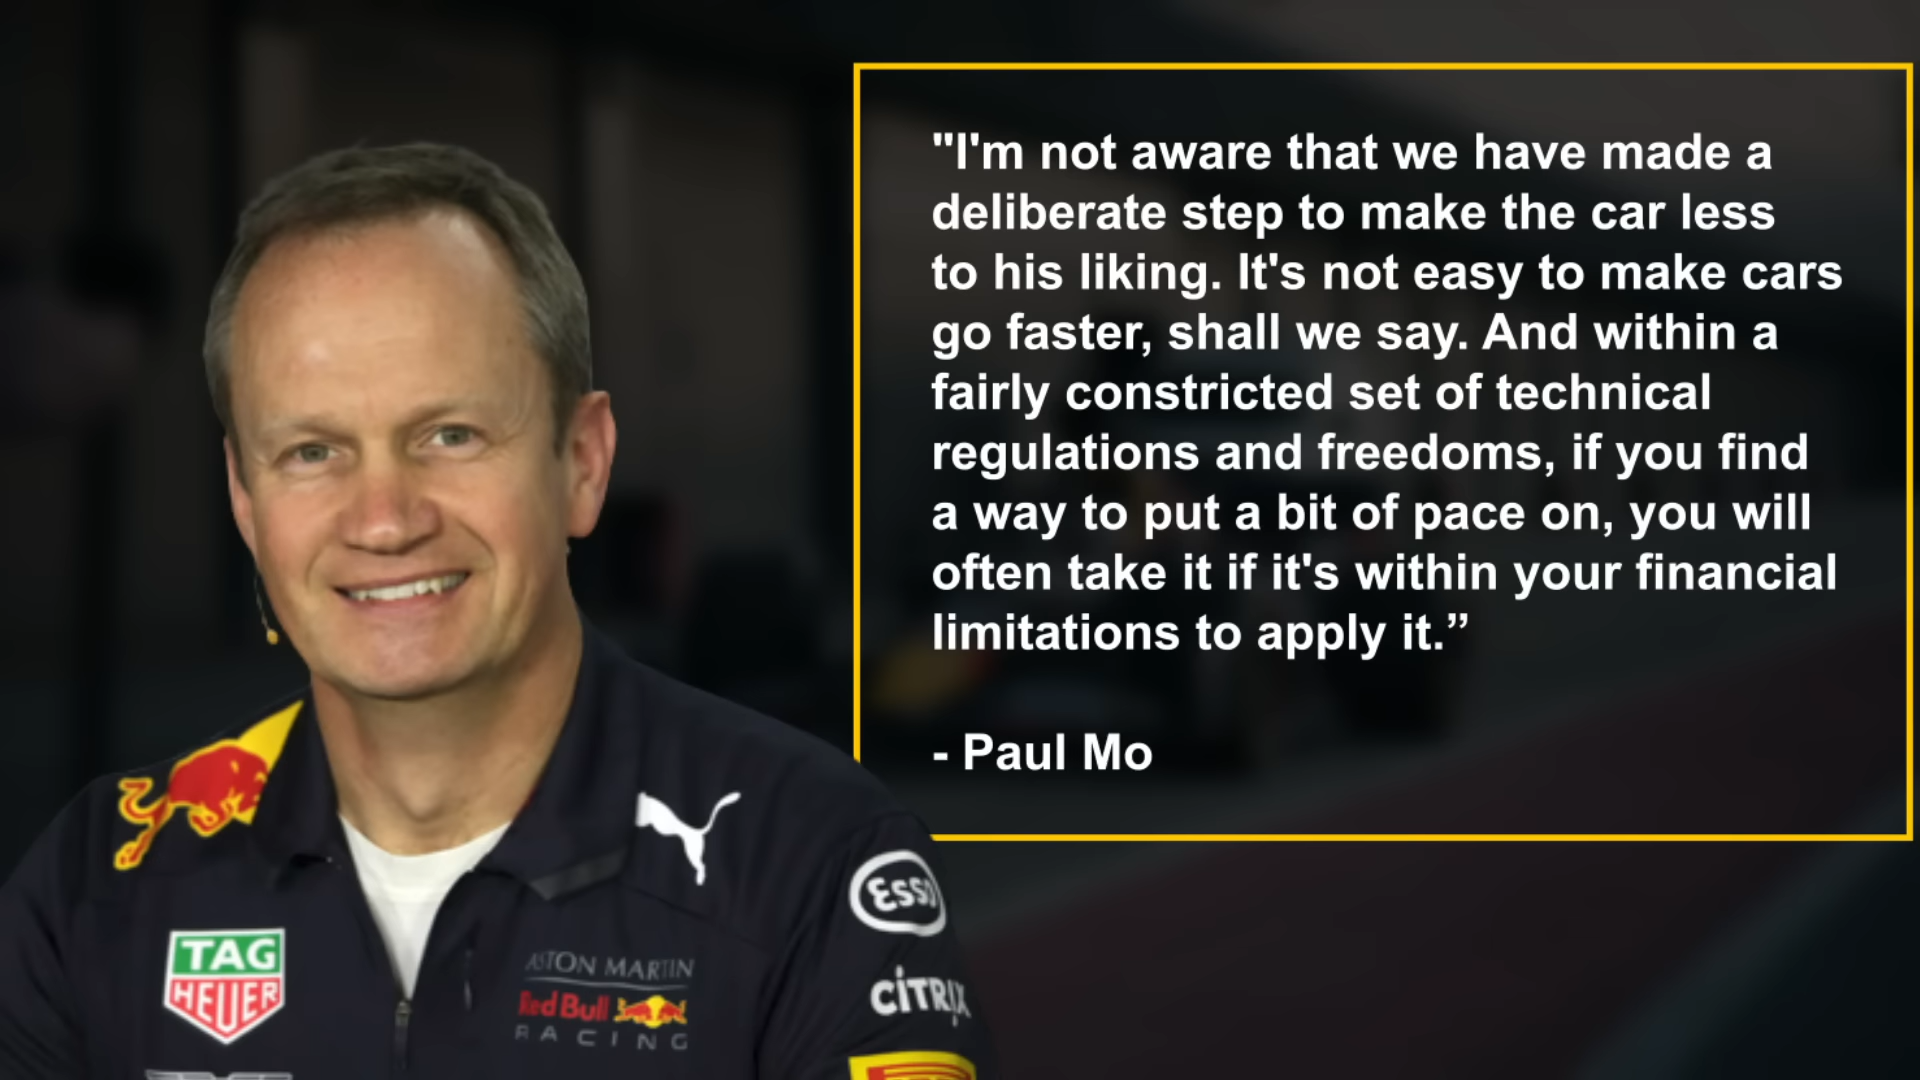 "I'm not aware that we have made a
deliberate step to make the car less
to his liking. It's not easy to make cars
go faster, shall we say. And within a
fairly constricted set of technical
regulations and freedoms, if you find
a way to put a bit of pace on, you will
often take it if it's within your financial
limitations to apply it.”
- Paul Mo
Esso
TAG
HEUER
ASTON MARTIN
Red Bull
RACING
CİTRIX